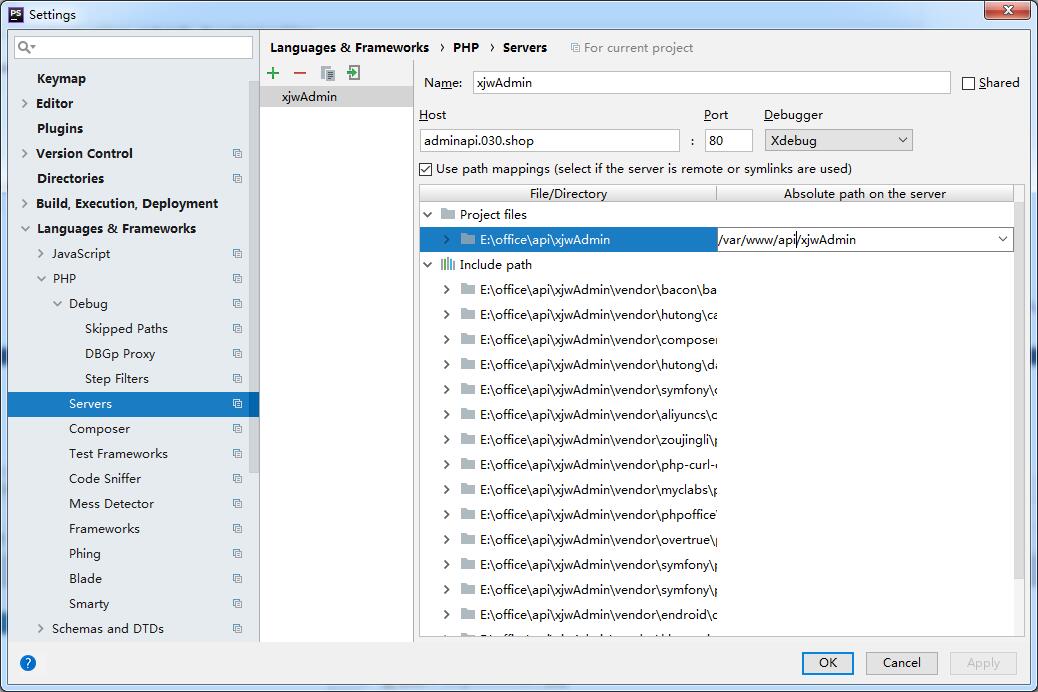 PS Settings
Keymap
Editor
Plugins
Version Control
Directories
Build, Execution, Deployment
Languages & Frameworks
JavaScript
PHP
Debug
Skipped Paths
DBGp Proxy
Step Filters
Servers
Composer
Test Frameworks
Code Sniffer
Mess Detector
Frameworks
Phing
Blade
Smarty
Schemas and DTDs
Languages & Frameworks › PHP › Servers For current project
xjwAdmin
Name: xjwAdmin Shared
Host Port Debugger
adminapi.030.shop : 80 Xdebug
Use path mappings (select if the server is remote or symlinks are used)
File/Directory Absolute path on the server
Project files
E:\office\api\xjwAdmin /var/www/api/xjwAdmin
Include path
E:\office\api\xjwAdmin\vendor\bacon\ba
E:\office\api\xjwAdmin\vendor\hutong\ca
E:\office\api\xjwAdmin\vendor\composer
E:\office\api\xjwAdmin\vendor\hutong\da
E:\office\api\xjwAdmin\vendor\symfony\c
E:\office\api\xjwAdmin\vendor\aliyuncs\c
E:\office\api\xjwAdmin\vendor\zoujingli\p
E:\office\api\xjwAdmin\vendor\php-curl-c
E:\office\api\xjwAdmin\vendor\myclabs\p
E:\office\api\xjwAdmin\vendor\phpoffice\
E:\office\api\xjwAdmin\vendor\overtrue\p
E:\office\api\xjwAdmin\vendor\symfony\p
E:\office\api\xjwAdmin\vendor\symfony\p
E:\office\api\xjwAdmin\vendor\endroid\c
? OK Cancel Apply